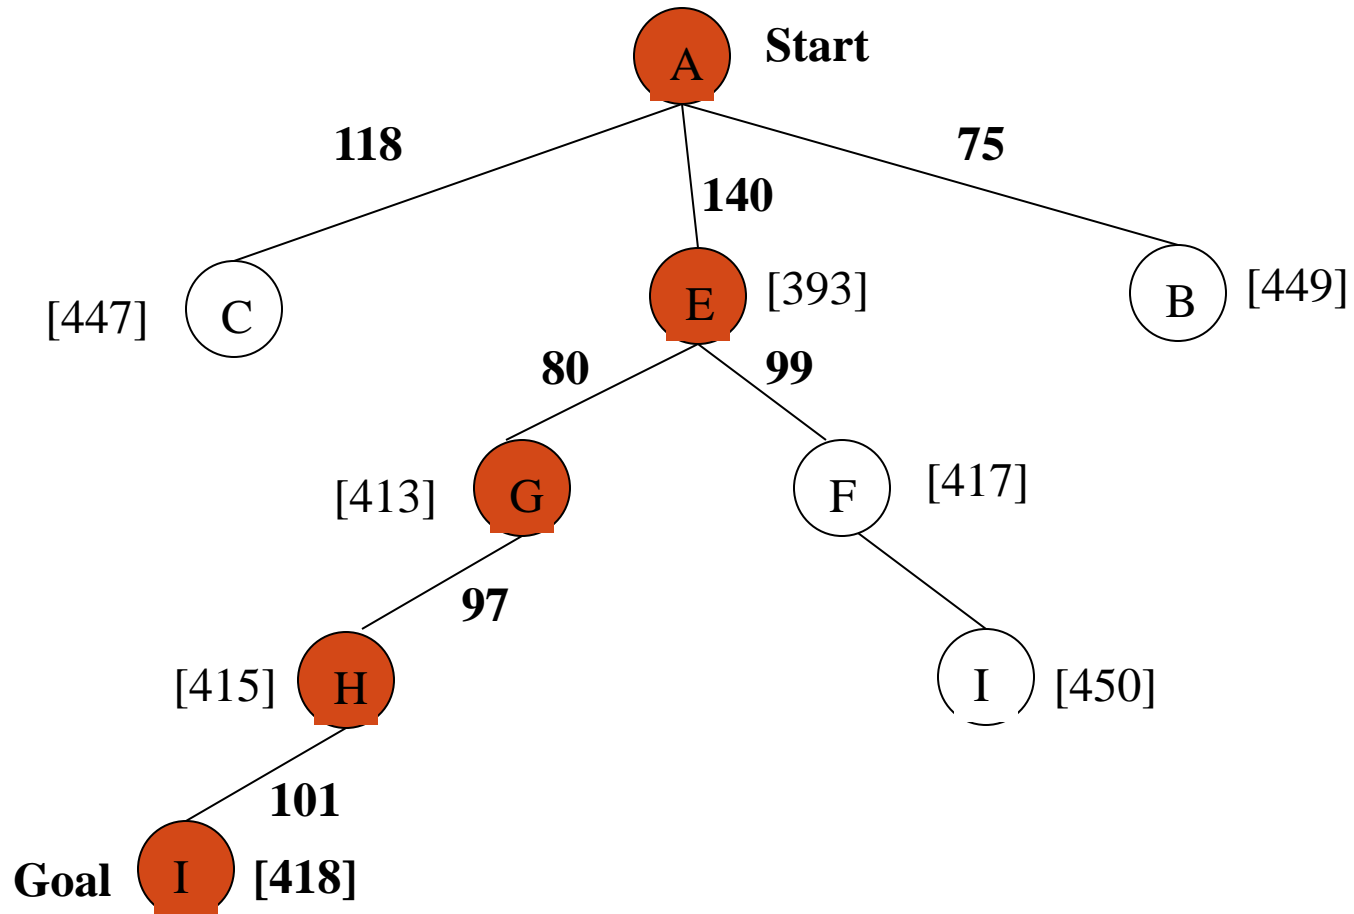 A Start
118
75
140
[447] C
E [393]
B [449]
80
99
[413] G
F [417]
97
[415] H
I [450]
101
Goal I [418]